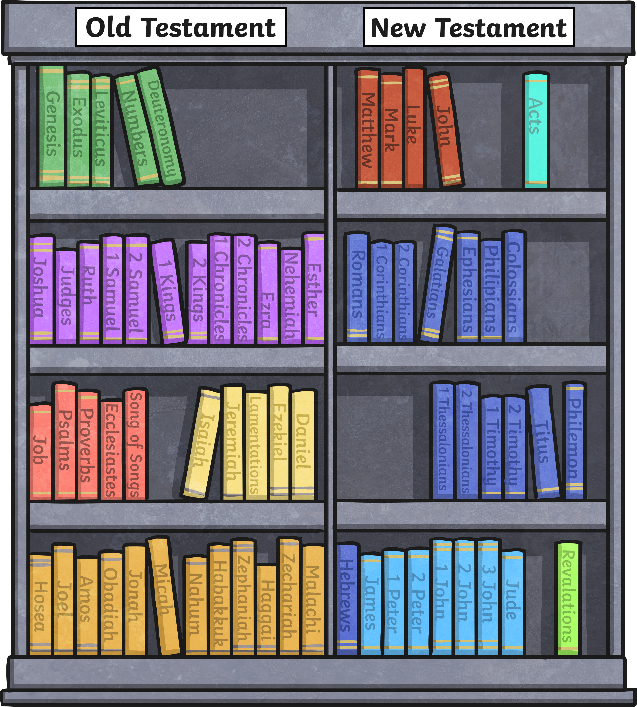 Old Testament
New Testament
Genesis
Exodus
Leviticus
Numbers
Deuteronomy
Matthew
Mark
Luke
John
Acts
Joshua
Judges
Ruth
1 Samuel
2 Samuel
1 Kings
2 Kings
1 Chronicles
2 Chronicles
Ezra
Nehemiah
Esther
Romans
1 Corinthians
2 Corinthians
Galatians
Ephesians
Philipians
Colossians
Job
Psalms
Proverbs
Ecclesiastes
Song of Songs
Isaiah
Jeremiah
Lamentations
Ezekiel
Daniel
1 Thessalonians
2 Thessalonians
1 Timothy
2 Timothy
Titus
Philemon
Hosea
Joel
Amos
Obadiah
Jonah
Micah
Nahum
Habakkuk
Zephaniah
Haggai
Zechariah
Malachi
Hebrews
James
1 Peter
2 Peter
1 John
2 John
3 John
Jude
Revalations